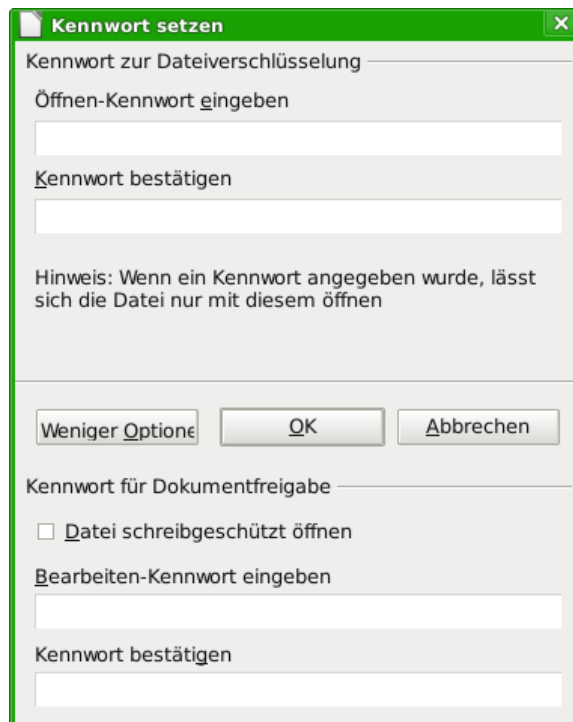 Kennwort setzen
Kennwort zur Dateiverschlüsselung
Öffnen-Kennwort eingeben
Kennwort bestätigen
Hinweis: Wenn ein Kennwort angegeben wurde, lässt
sich die Datei nur mit diesem öffnen
Weniger Optione
OK
Abbrechen
Kennwort für Dokumentfreigabe
Datei schreibgeschützt öffnen
Bearbeiten-Kennwort eingeben
Kennwort bestätigen